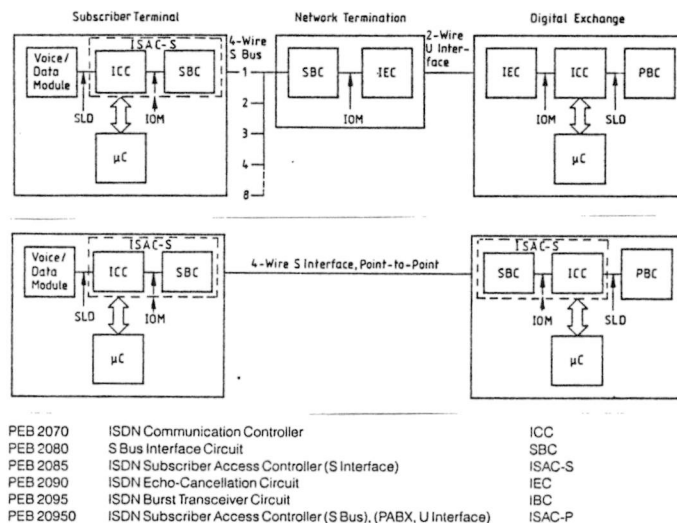 Subscriber Terminal
Network Termination
Digital Exchange
ISAC-S
4-Wire
S Bus
2-Wire
U Inter-
face
Voice/
Data
Module
ICC
SBC
SBC
IEC
IEC
ICC
PBC
SLD
IOM
IOM
IOM
SLD
µC
µC
1
2
3
4
8
ISAC-S
ISAC-S
Voice/
Data
Module
ICC
SBC
4-Wire S Interface, Point-to-Point
SBC
ICC
PBC
SLD
IOM
IOM
SLD
µC
µC
PEB 2070 ISDN Communication Controller ICC
PEB 2080 S Bus Interface Circuit SBC
PEB 2085 ISDN Subscriber Access Controller (S Interface) ISAC-S
PEB 2090 ISDN Echo-Cancellation Circuit IEC
PEB 2095 ISDN Burst Transceiver Circuit IBC
PEB 20950 ISDN Subscriber Access Controller (S Bus), (PABX, U Interface) ISAC-P